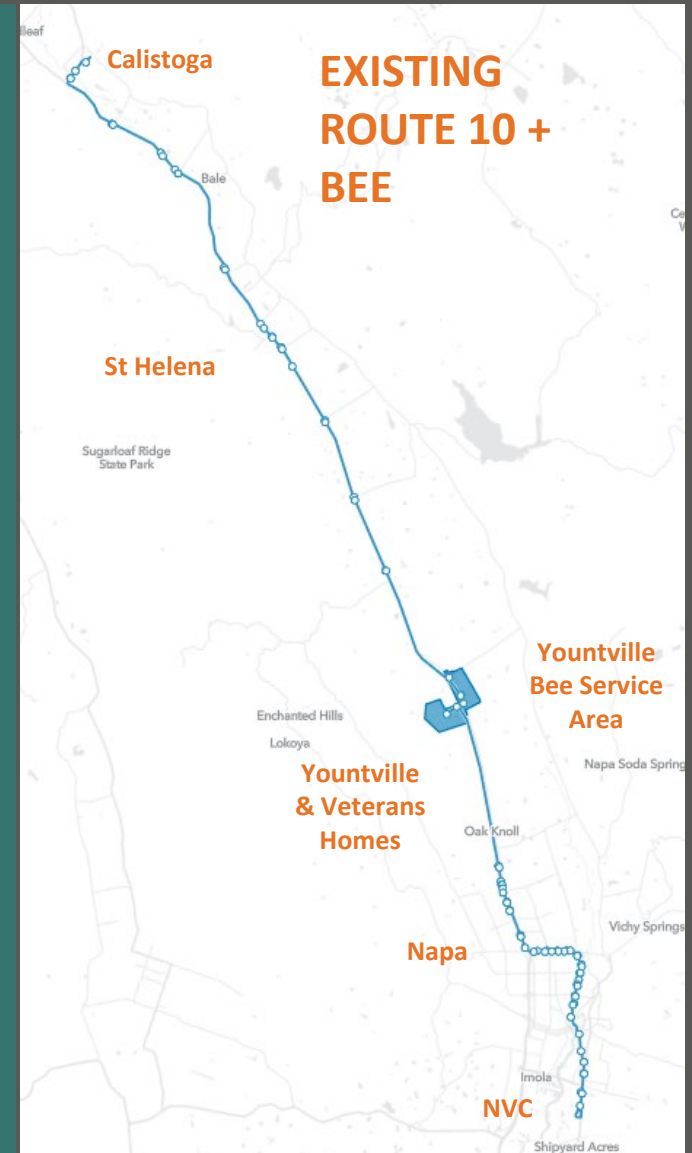 Calistoga
EXISTING
ROUTE 10 +
BEE
Bale
St Helena
Sugarloaf Ridge
State Park
Yountville
Bee Service
Area
Enchanted Hills
Lokoya
Napa Soda Spring
Yountville
& Veterans
Homes
Oak Knoll
Vichy Springs
Napa
Imola
NVC
Shipyard Acres